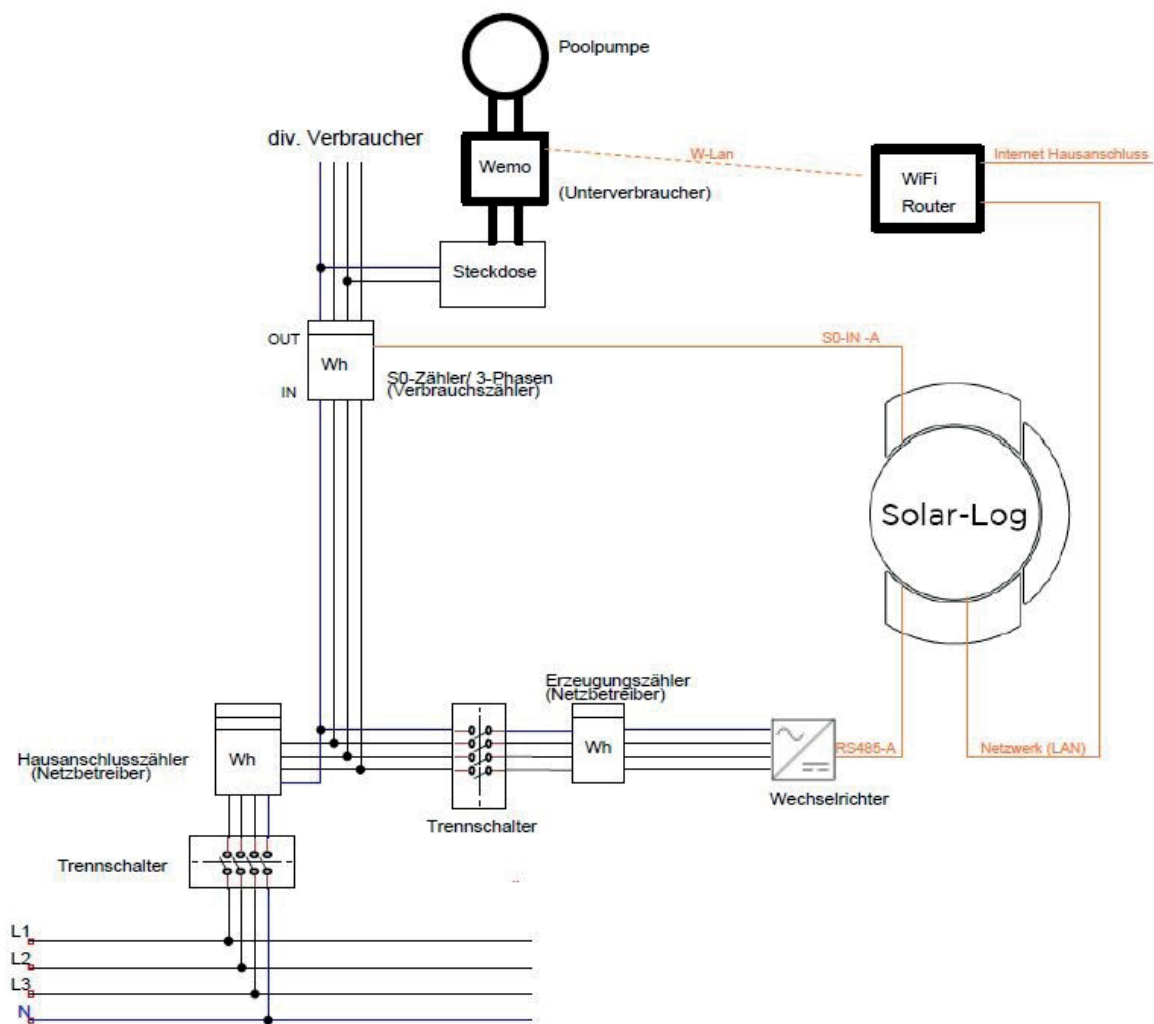 Poolpumpe
div. Verbraucher
Wemo
W-Lan
Internet Hausanschluss
WiFi
Router
(Unterverbraucher)
Steckdose
OUT
Wh
S0-IN -A
IN
S0-Zähler/ 3-Phasen
(Verbrauchszähler)
Solar-Log
Erzeugungszähler
(Netzbetreiber)
Hausanschlusszähler
(Netzbetreiber)
Wh
Wh
RS485-A
Netzwerk (LAN)
Wechselrichter
Trennschalter
Trennschalter
L1
L2
L3
N